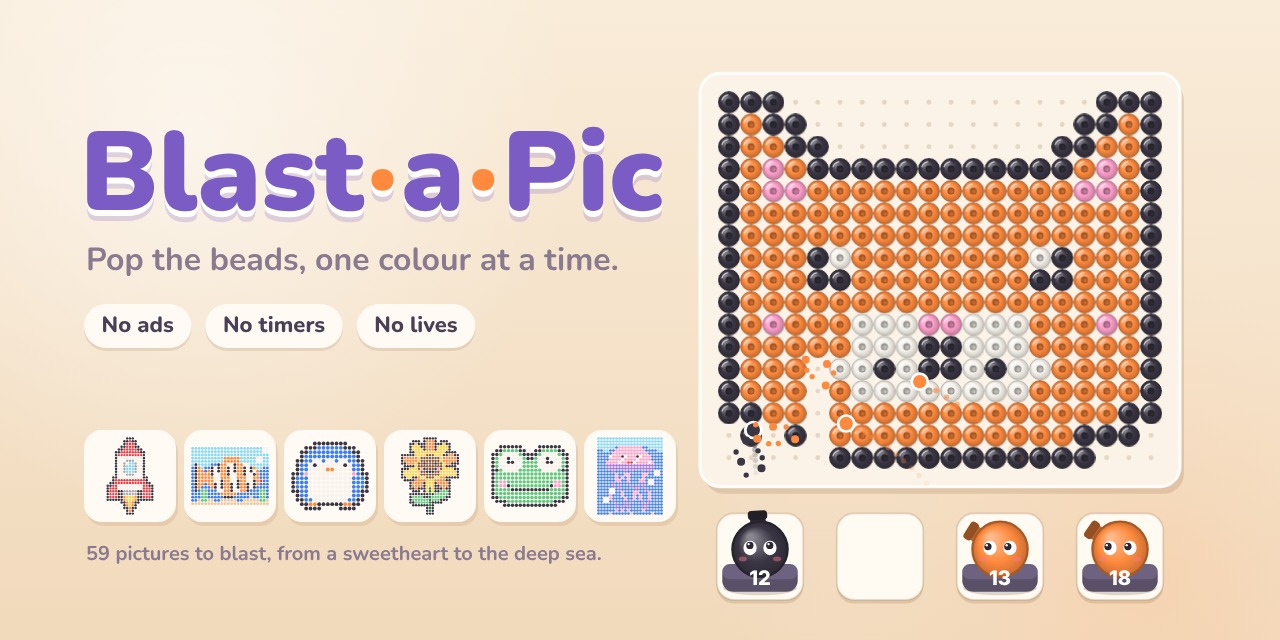 Blast•a•Pic
Pop the beads, one colour at a time.
No ads
No timers
No lives
59 pictures to blast, from a sweetheart to the deep sea.
12
13
18